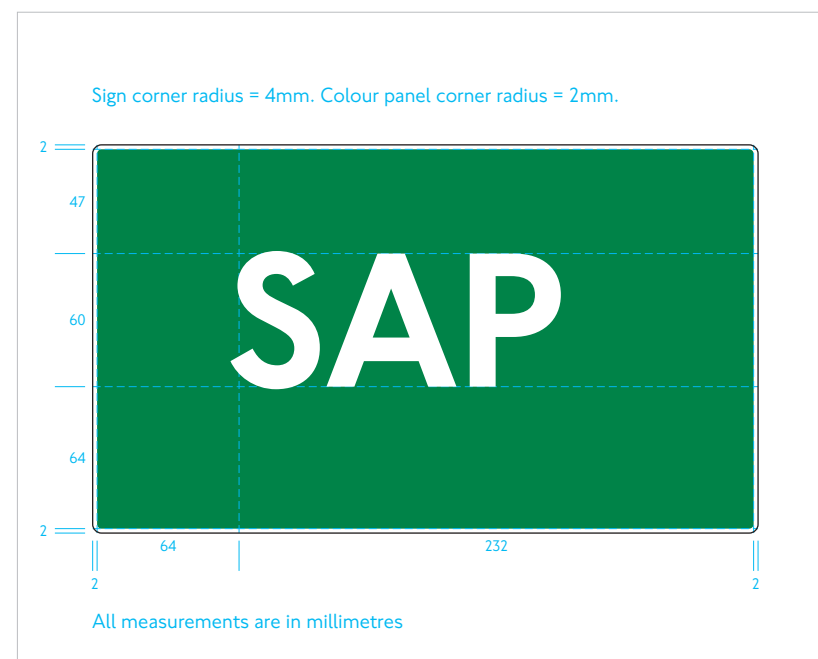 Sign corner radius = 4mm. Colour panel corner radius = 2mm.
2
47
SAP
60
64
2
64 232
2 2
All measurements are in millimetres